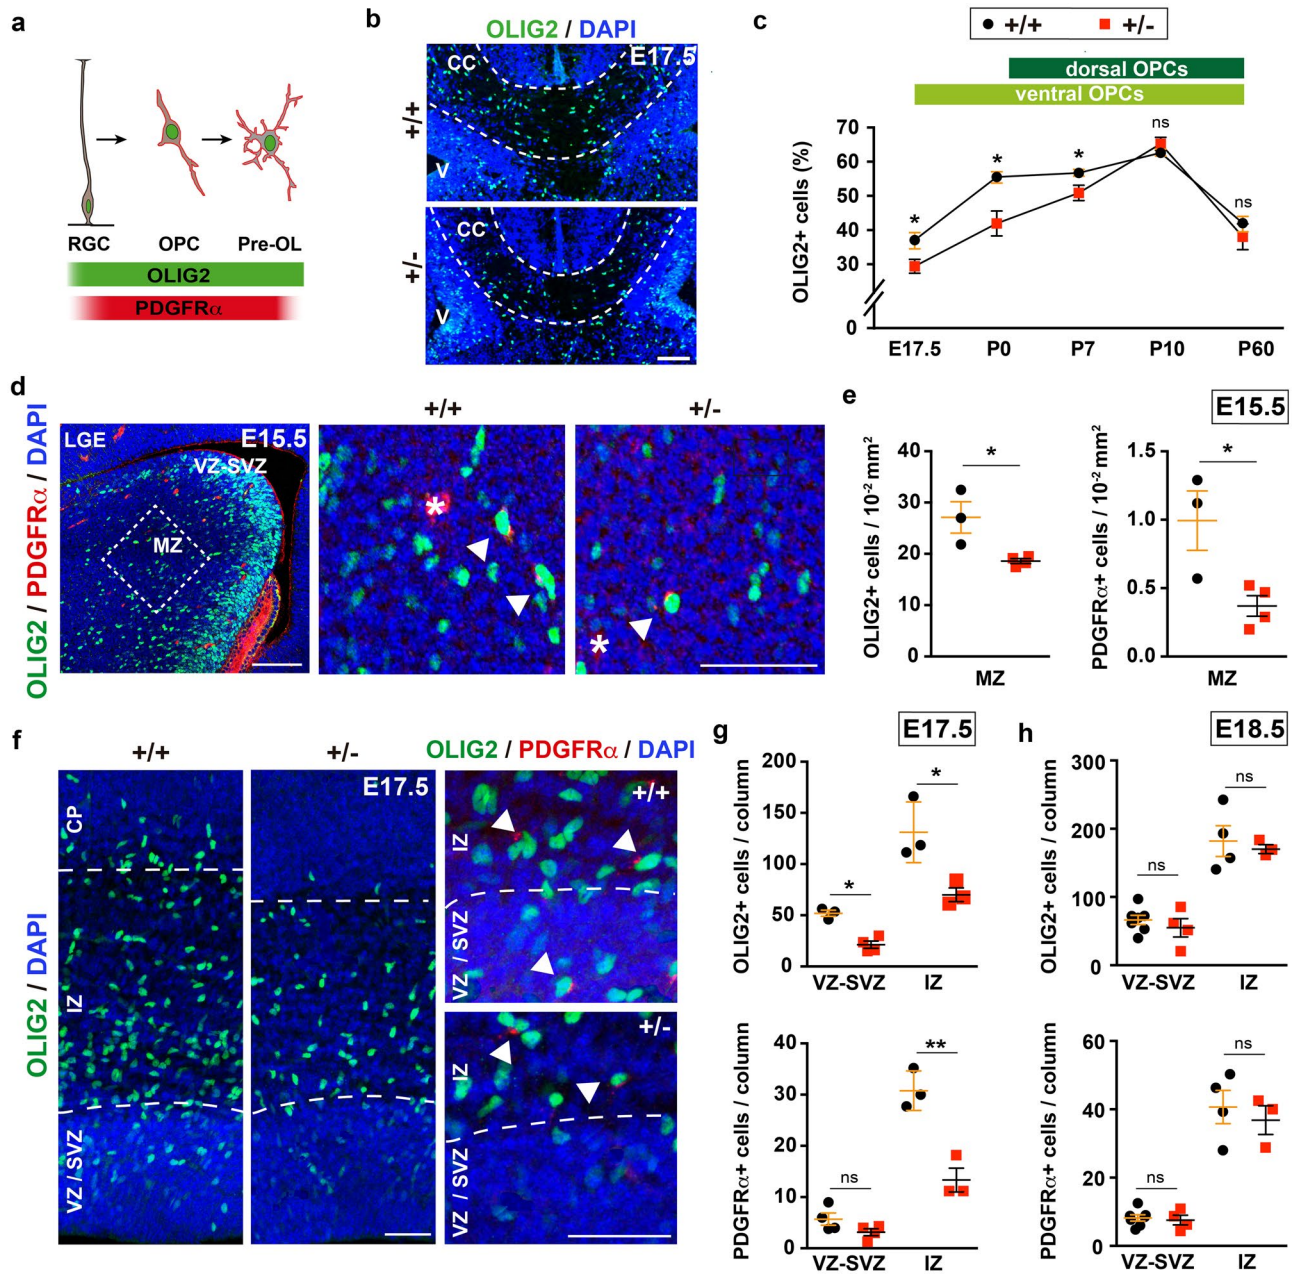 a
RGC
OPC
Pre-OL
OLIG2
PDGFRα
b
OLIG2 / DAPI
CC
E17.5
+/+
V
CC
+/-
V
c
+/+
+/-
dorsal OPCs
ventral OPCs
OLIG2+ cells (%)
70
60
50
40
30
0
*
*
*
ns
ns
E17.5
P0
P7
P10
P60
d
OLIG2 / PDGFRα / DAPI
LGE
E15.5
VZ-SVZ
MZ
+/+
*
+/-
*
e
E15.5
OLIG2+ cells / 10⁻² mm²
40
30
20
10
0
*
MZ
PDGFRα+ cells / 10⁻² mm²
1.5
1.0
0.5
0.0
*
MZ
f
OLIG2 / DAPI
+/+
CP
IZ
VZ / SVZ
+/-
E17.5
OLIG2 / PDGFRα / DAPI
+/+
IZ
VZ / SVZ
+/-
IZ
VZ / SVZ
g
E17.5
OLIG2+ cells / column
200
150
100
50
0
*
*
VZ-SVZ
IZ
PDGFRα+ cells / column
40
30
20
10
0
ns
**
VZ-SVZ
IZ
h
E18.5
OLIG2+ cells / column
300
200
100
0
ns
ns
VZ-SVZ
IZ
PDGFRα+ cells / column
60
40
20
0
ns
ns
VZ-SVZ
IZ